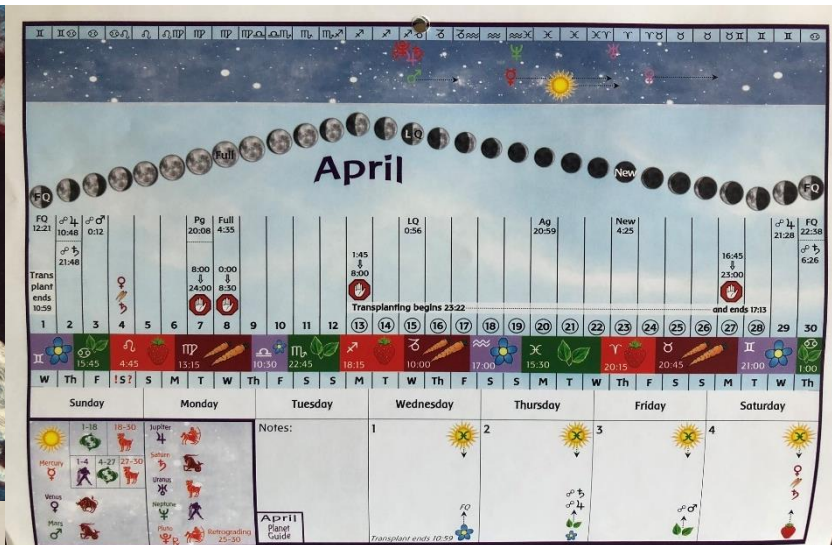 FQ
Full
LQ
New
FQ
April
FQ
12:21
☍♃
10:48
☍♄
21:48
☍♂
0:12
Pg
20:08
Full
4:35
LQ
0:56
Ag
20:59
New
4:25
☍♃
21:28
FQ
22:38
☍♄
6:26
Trans
plant
ends
10:59
8:00
24:00
0:00
8:30
1:45
8:00
16:45
23:00
Transplanting begins 23:22
and ends 17:13
1 2 3 4 5 6 7 8 9 10 11 12 13 14 15 16 17 18 19 20 21 22 23 24 25 26 27 28 29 30
15:45 4:45 13:15 10:30 22:45 18:15 10:00 17:00 15:30 20:15 20:45 21:00 1:00
W Th F !S? S M T W Th F S S M T W Th F S S M T W Th F S S M T W Th
Sunday Monday Tuesday Wednesday Thursday Friday Saturday
1-18 18-30
Mercury
1-4 4-27 27-30
Venus
Mars
Jupiter
Saturn
Uranus
Neptune
Pluto
Retrograding
25-30
Notes:
April
Planet
Guide
1
FQ
Transplant ends 10:59
2
☍♄
☍♃
3
☍♂
4